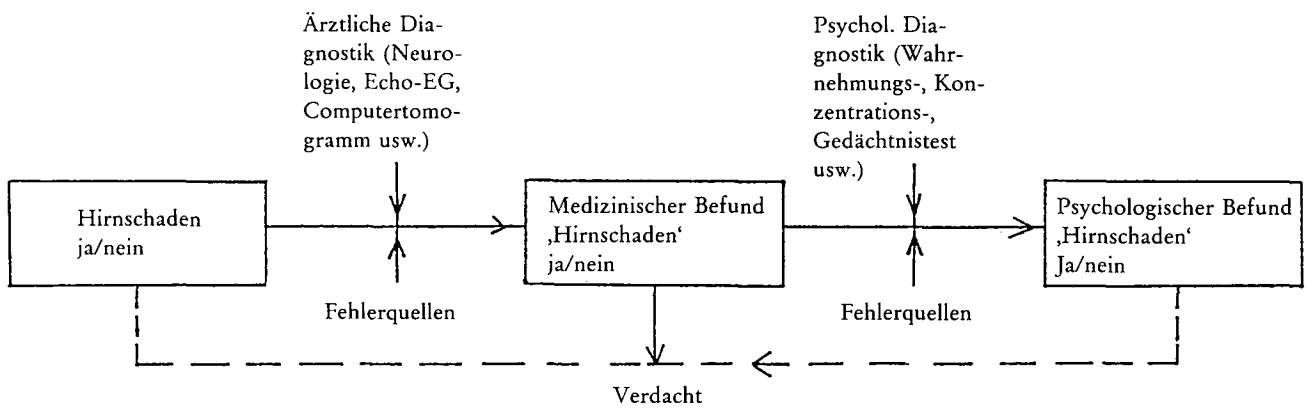 Ärztliche Dia-
gnostik (Neuro-
logie, Echo-EG,
Computertomo-
gramm usw.)
Psychol. Dia-
gnostik (Wahr-
nehmungs-, Kon-
zentrations-,
Gedächtnistest
usw.)
Hirnschaden
ja/nein
Medizinischer Befund
‚Hirnschaden‘
ja/nein
Psychologischer Befund
‚Hirnschaden‘
Ja/nein
Fehlerquellen
Fehlerquellen
Verdacht